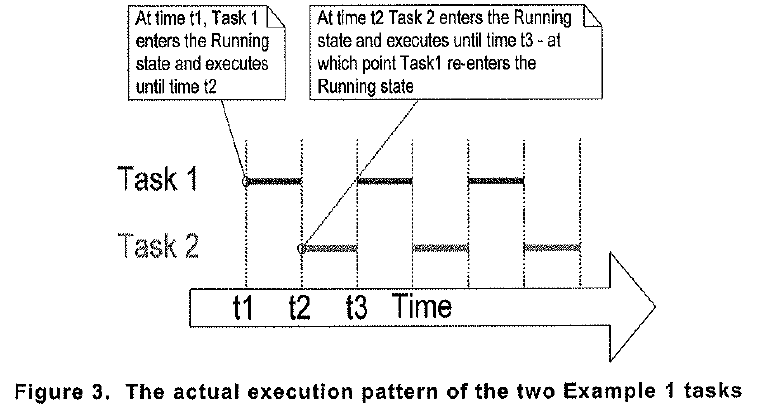 At time t1, Task 1
enters the Running
state and executes
until time t2
At time t2 Task 2 enters the Running
state and executes until time t3 - at
which point Task1 re-enters the
Running state
Task 1
Task 2
t1 t2 t3 Time
Figure 3. The actual execution pattern of the two Example 1 tasks